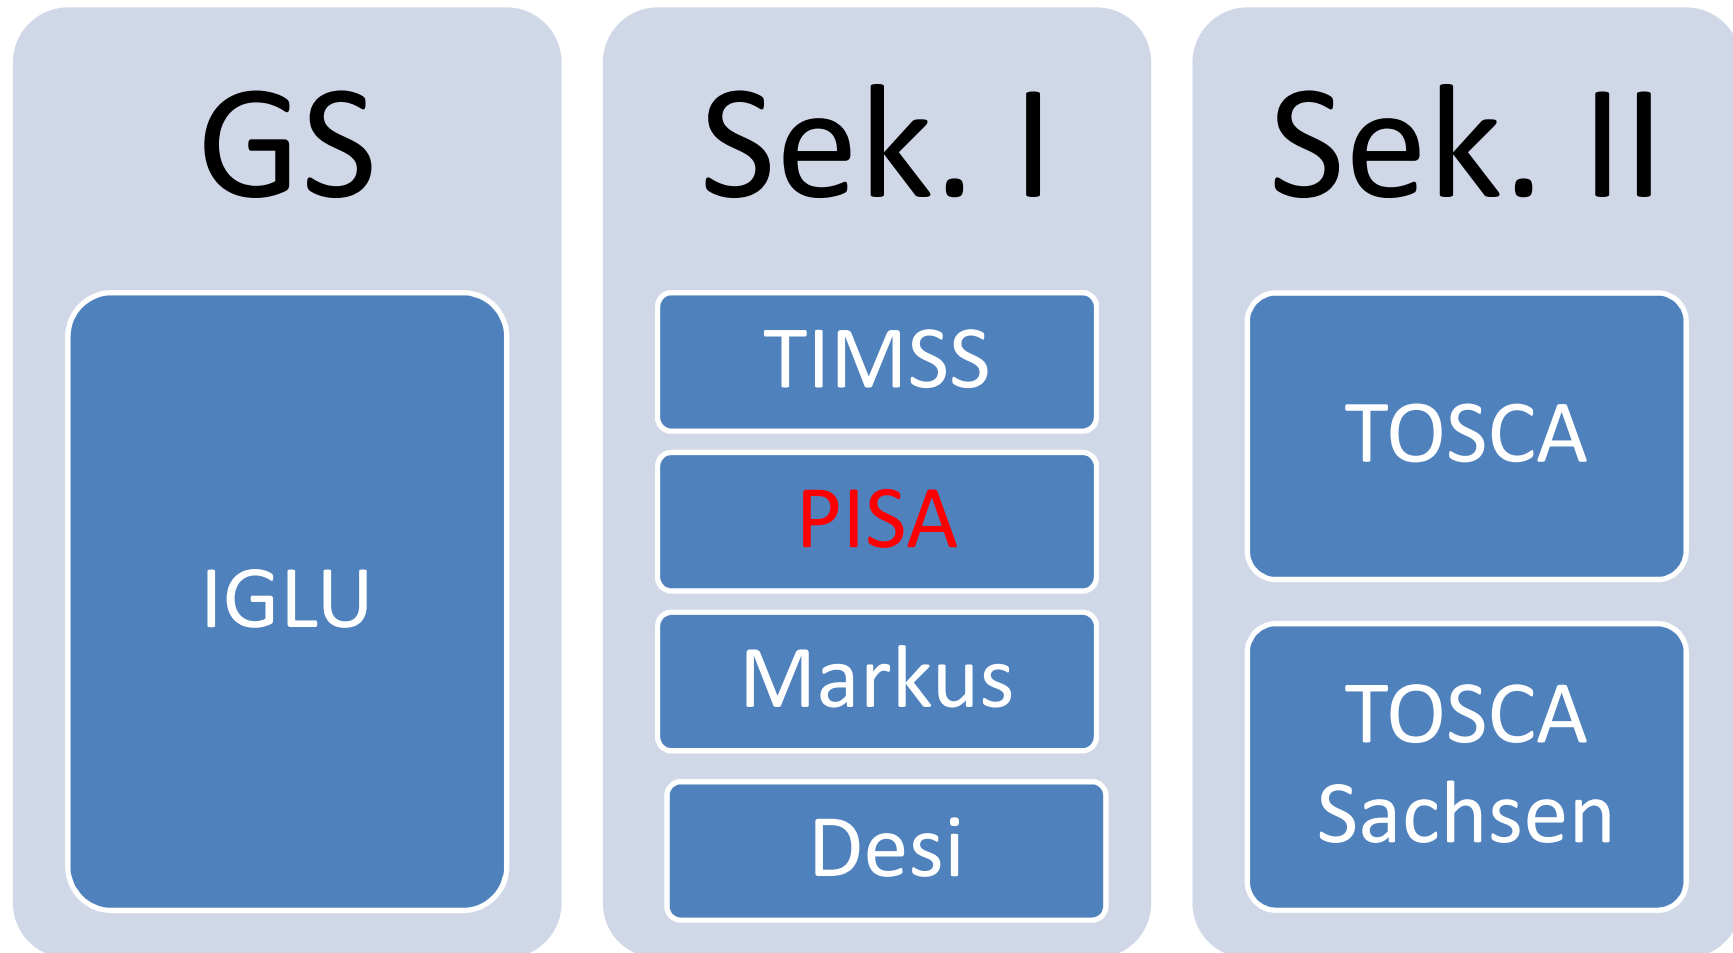 GS
IGLU
Sek. I
TIMSS
PISA
Markus
Desi
Sek. II
TOSCA
TOSCA
Sachsen